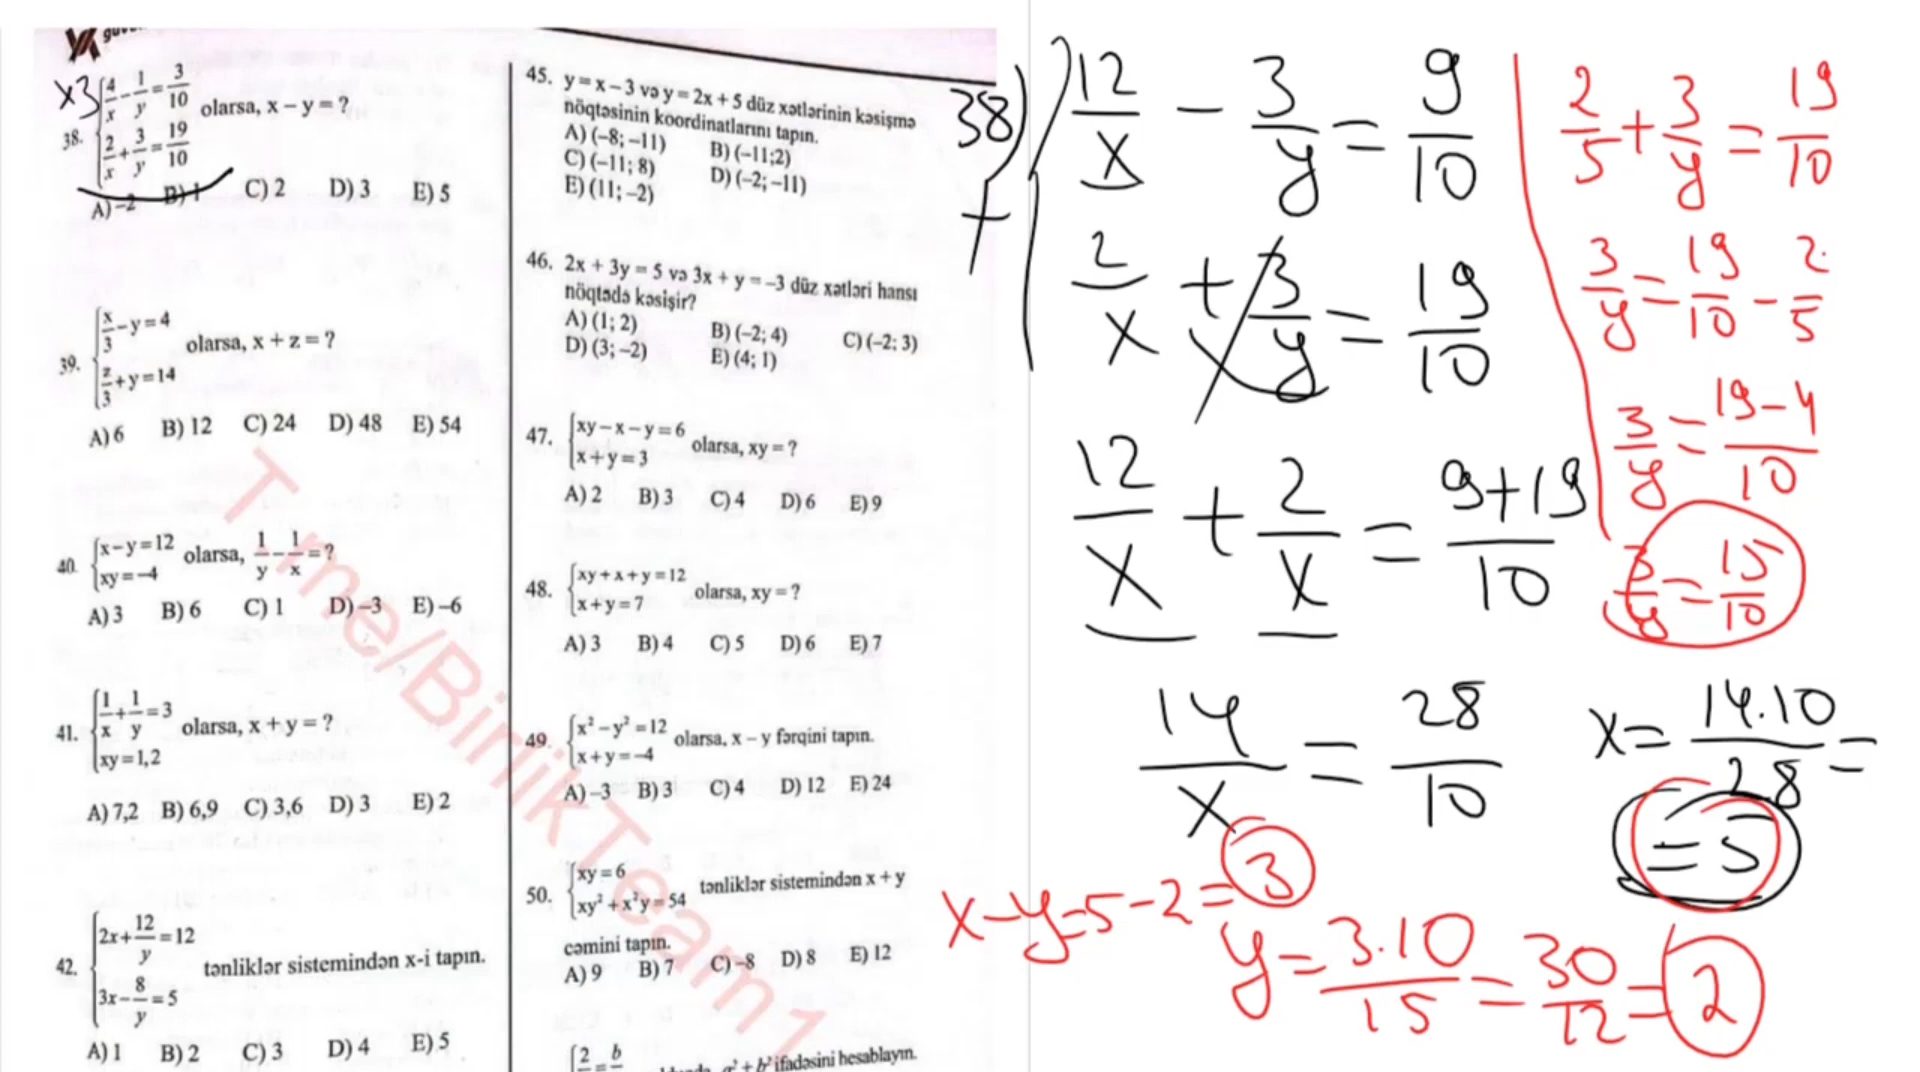 x3
38. { 4/x − 1/y = 3/10
2/x + 3/y = 19/10 olarsa, x − y = ?
A) −2 B) 1 C) 2 D) 3 E) 5
39. { x/3 − y = 4
z/3 + y = 14 olarsa, x + z = ?
A) 6 B) 12 C) 24 D) 48 E) 54
40. { x − y = 12
xy = −4 olarsa, 1/y − 1/x = ?
A) 3 B) 6 C) 1 D) −3 E) −6
41. { 1/x + 1/y = 3
xy = 1,2 olarsa, x + y = ?
A) 7,2 B) 6,9 C) 3,6 D) 3 E) 2
42. { 2x + 12/y = 12
3x − 8/y = 5 tənliklər sistemindən x-i tapın.
A) 1 B) 2 C) 3 D) 4 E) 5
45. y = x − 3 və y = 2x + 5 düz xətlərinin kəsişmə
nöqtəsinin koordinatlarını tapın.
A) (−8; −11) B) (−11;2)
C) (−11; 8) D) (−2; −11)
E) (11; −2)
46. 2x + 3y = 5 və 3x + y = −3 düz xətləri hansı
nöqtədə kəsişir?
A) (1; 2) B) (−2; 4) C) (−2; 3)
D) (3; −2) E) (4; 1)
47. { xy − x − y = 6
x + y = 3 olarsa, xy = ?
A) 2 B) 3 C) 4 D) 6 E) 9
48. { xy + x + y = 12
x + y = 7 olarsa, xy = ?
A) 3 B) 4 C) 5 D) 6 E) 7
49. { x² − y² = 12
x + y = −4 olarsa, x − y fərqini tapın.
A) −3 B) 3 C) 4 D) 12 E) 24
50. { xy = 6
xy² + x²y = 54 tənliklər sistemindən x + y
cəmini tapın.
A) 9 B) 7 C) −8 D) 8 E) 12
2 = b
a² + b² ifadəsini hesablayın.
T.me/BirlikTeam1
38) 12/x − 3/y = 9/10
+ 2/x + 3/y = 19/10
12/x + 2/x = 9+19/10
14/x = 28/10
x = 14.10/28 =
= 5
2/5 + 3/y = 19/10
3/y = 19/10 − 2/5
3/y = 19−4/10
3/y = 15/10
x − y = 5 − 2 = 3
y = 3.10/15 = 30/12 = 2